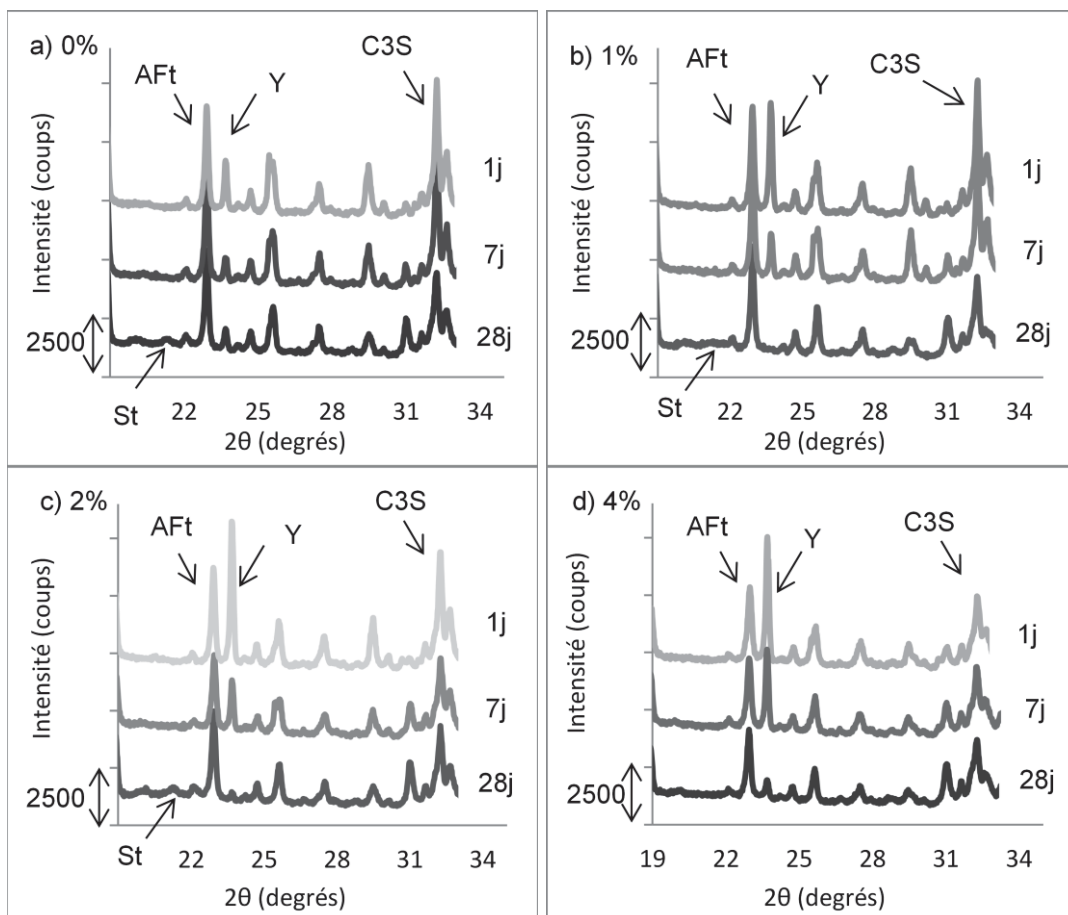 a) 0%
C3S
AFt
Y
Intensité (coups)
1j
7j
28j
2500
St
22 25 28 31 34
2θ (degrés)
b) 1%
AFt
C3S
Y
Intensité (coups)
1j
7j
28j
2500
St
22 25 28 31 34
2θ (degrés)
c) 2%
C3S
AFt
Y
Intensité (coups)
1j
7j
28j
2500
St
22 25 28 31 34
2θ (degrés)
d) 4%
AFt
Y
C3S
Intensité (coups)
1j
7j
28j
2500
19 22 25 28 31 34
2θ (degrés)